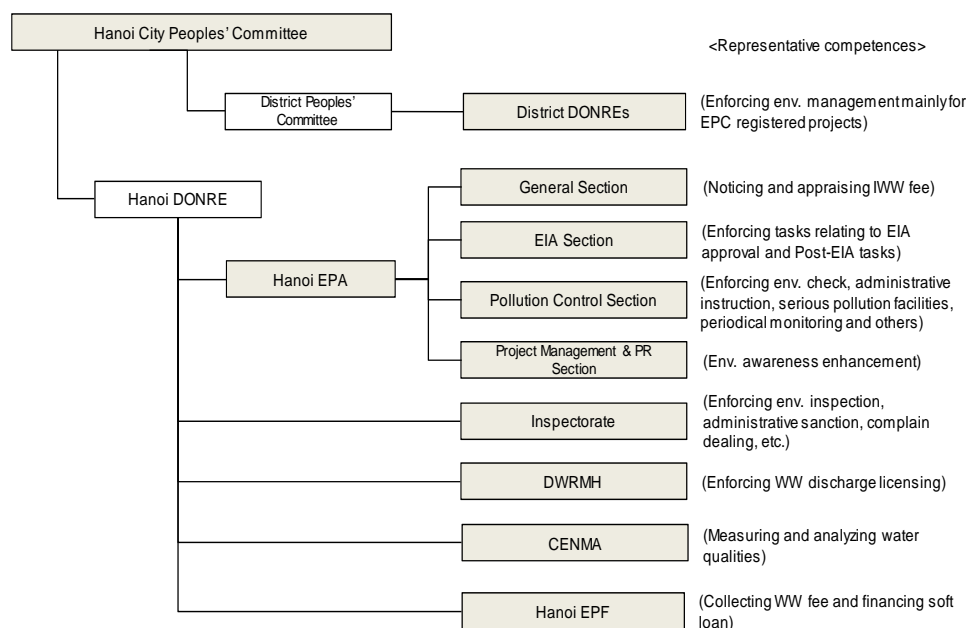 Hanoi City Peoples' Committee
<Representative competences>
District Peoples'
Committee
District DONREs
(Enforcing env. management mainly for
EPC registered projects)
Hanoi DONRE
General Section
(Noticing and appraising IWW fee)
EIA Section
(Enforcing tasks relating to EIA
approval and Post-EIA tasks)
Hanoi EPA
Pollution Control Section
(Enforcing env. check, administrative
instruction, serious pollution facilities,
periodical monitoring and others)
Project Management & PR
Section
(Env. awareness enhancement)
Inspectorate
(Enforcing env. inspection,
administrative sanction, complain
dealing, etc.)
DWRMH
(Enforcing WW discharge licensing)
CENMA
(Measuring and analyzing water
qualities)
Hanoi EPF
(Collecting WW fee and financing soft
loan)